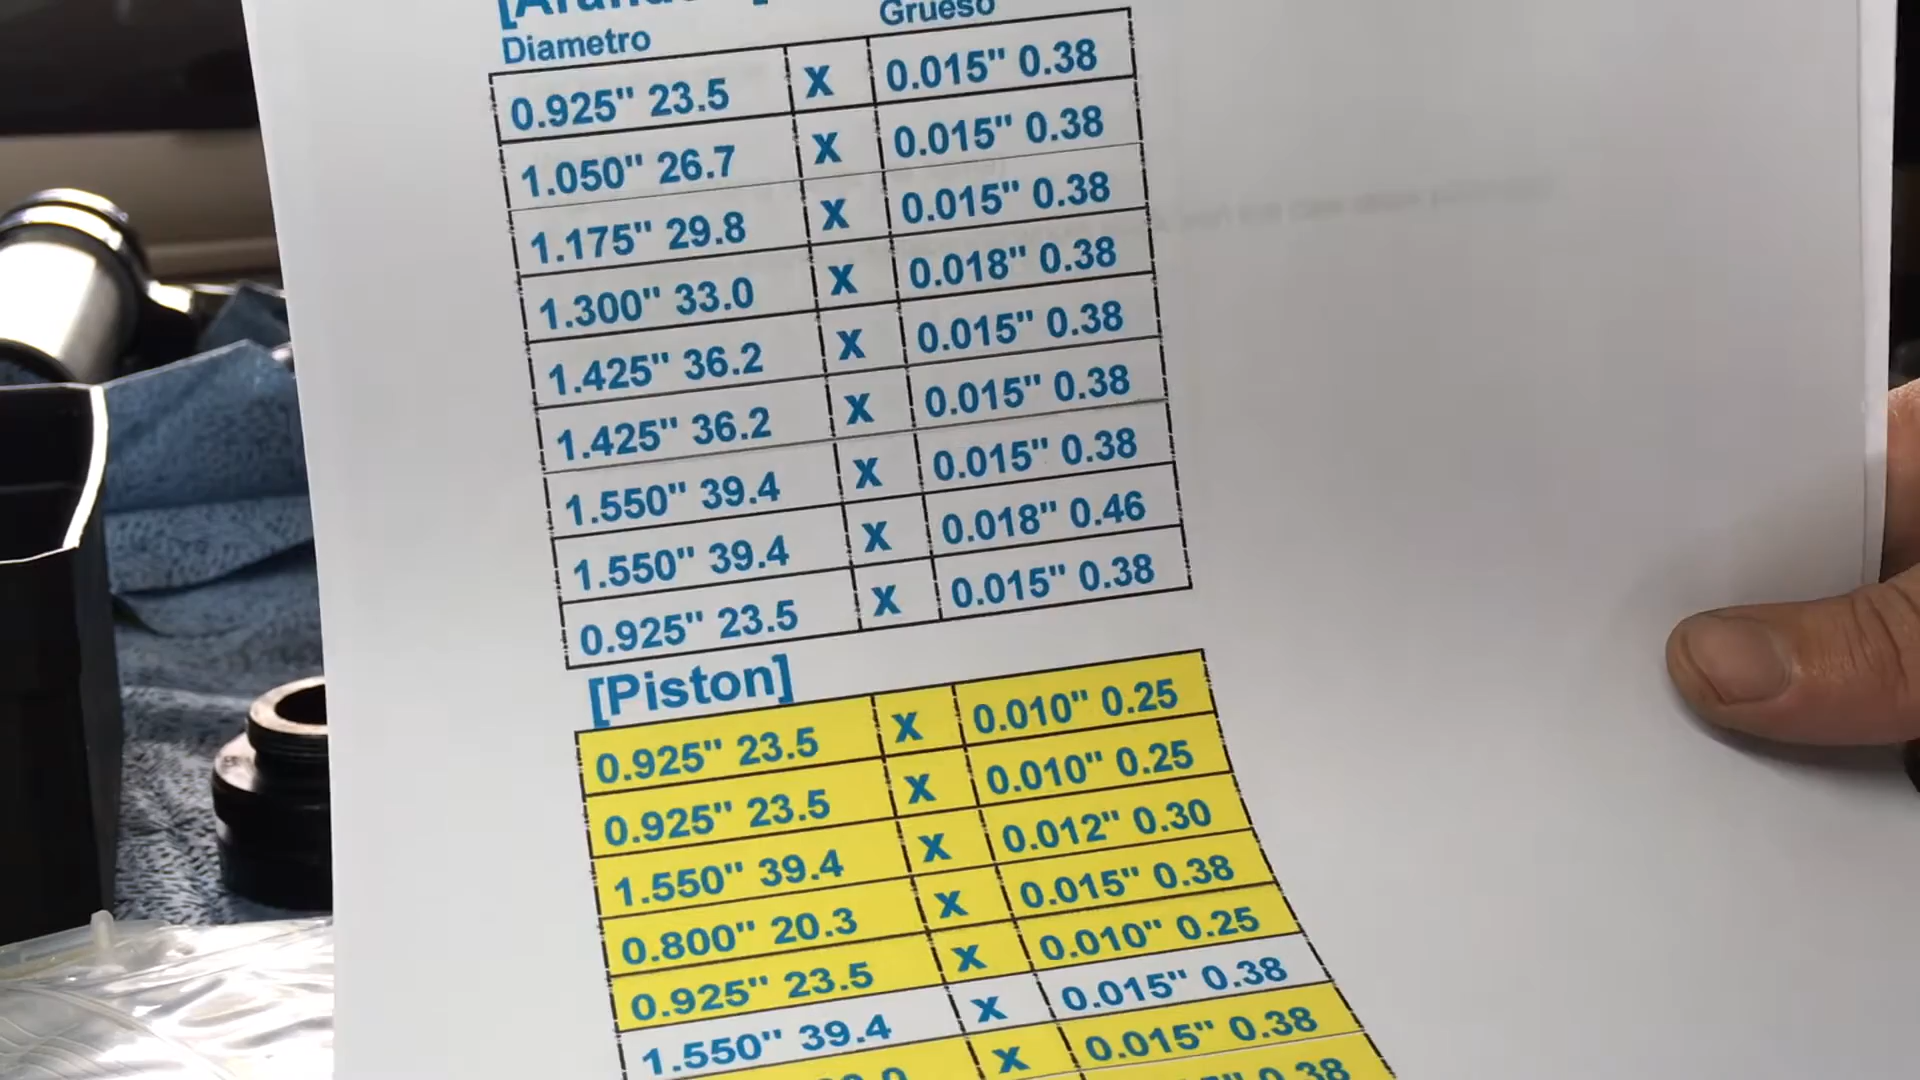 Diametro Grueso
0.925" 23.5 X 0.015" 0.38
1.050" 26.7 X 0.015" 0.38
1.175" 29.8 X 0.015" 0.38
1.300" 33.0 X 0.018" 0.38
1.425" 36.2 X 0.015" 0.38
1.425" 36.2 X 0.015" 0.38
1.550" 39.4 X 0.015" 0.38
1.550" 39.4 X 0.018" 0.46
0.925" 23.5 X 0.015" 0.38
[Piston]
0.925" 23.5 X 0.010" 0.25
0.925" 23.5 X 0.010" 0.25
1.550" 39.4 X 0.012" 0.30
0.800" 20.3 X 0.015" 0.38
0.925" 23.5 X 0.010" 0.25
1.550" 39.4 X 0.015" 0.38
X 0.015" 0.38
0.38